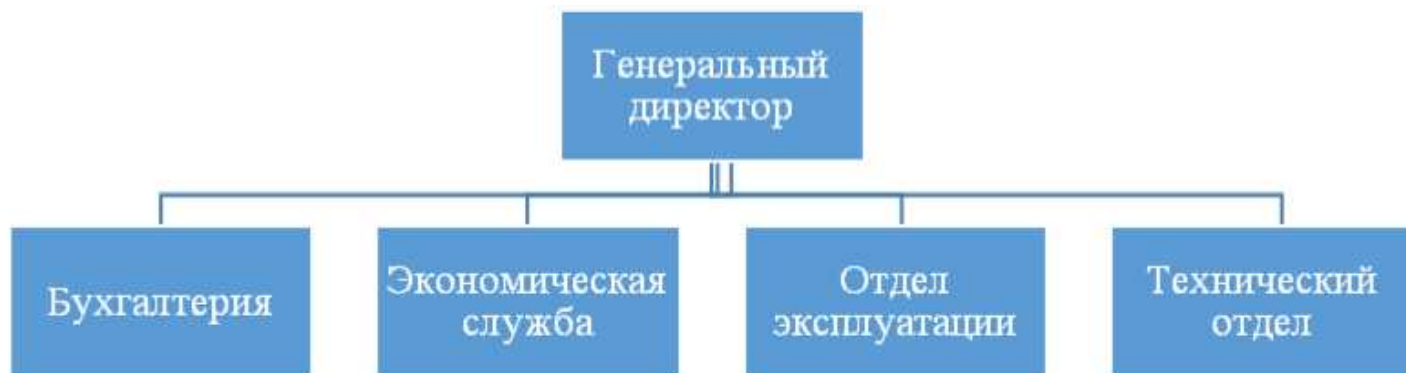 Генеральный
директор
Бухгалтерия
Экономическая
служба
Отдел
эксплуатации
Технический
отдел